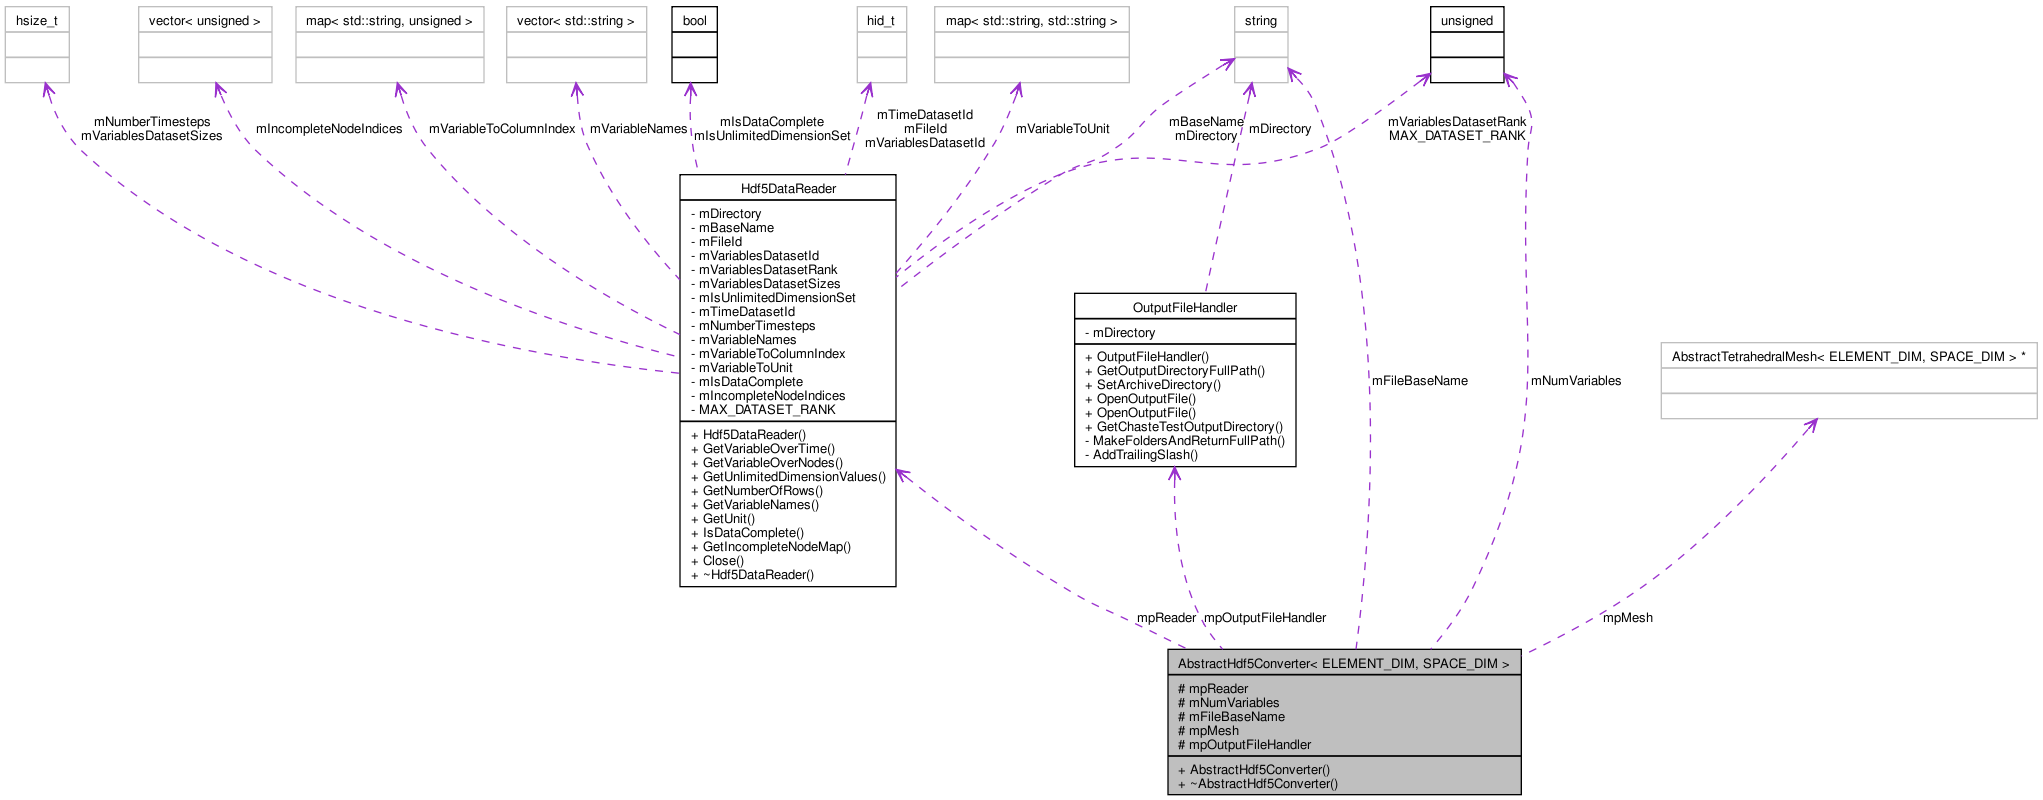 hsize_t
vector< unsigned >
map< std::string, unsigned >
vector< std::string >
bool
hid_t
map< std::string, std::string >
string
unsigned
mNumberTimesteps
mVariablesDatasetSizes
mIncompleteNodeIndices
mVariableToColumnIndex
mVariableNames
mIsDataComplete
mIsUnlimitedDimensionSet
mTimeDatasetId
mFileId
mVariablesDatasetId
mVariableToUnit
mBaseName
mDirectory
mDirectory
mVariablesDatasetRank
MAX_DATASET_RANK
Hdf5DataReader
- mDirectory
- mBaseName
- mFileId
- mVariablesDatasetId
- mVariablesDatasetRank
- mVariablesDatasetSizes
- mIsUnlimitedDimensionSet
- mTimeDatasetId
- mNumberTimesteps
- mVariableNames
- mVariableToColumnIndex
- mVariableToUnit
- mIsDataComplete
- mIncompleteNodeIndices
- MAX_DATASET_RANK
+ Hdf5DataReader()
+ GetVariableOverTime()
+ GetVariableOverNodes()
+ GetUnlimitedDimensionValues()
+ GetNumberOfRows()
+ GetVariableNames()
+ GetUnit()
+ IsDataComplete()
+ GetIncompleteNodeMap()
+ Close()
+ ~Hdf5DataReader()
OutputFileHandler
- mDirectory
+ OutputFileHandler()
+ GetOutputDirectoryFullPath()
+ SetArchiveDirectory()
+ OpenOutputFile()
+ OpenOutputFile()
+ GetChasteTestOutputDirectory()
- MakeFoldersAndReturnFullPath()
- AddTrailingSlash()
mFileBaseName
mNumVariables
AbstractTetrahedralMesh< ELEMENT_DIM, SPACE_DIM > *
mpReader
mpOutputFileHandler
mpMesh
AbstractHdf5Converter< ELEMENT_DIM, SPACE_DIM >
# mpReader
# mNumVariables
# mFileBaseName
# mpMesh
# mpOutputFileHandler
+ AbstractHdf5Converter()
+ ~AbstractHdf5Converter()